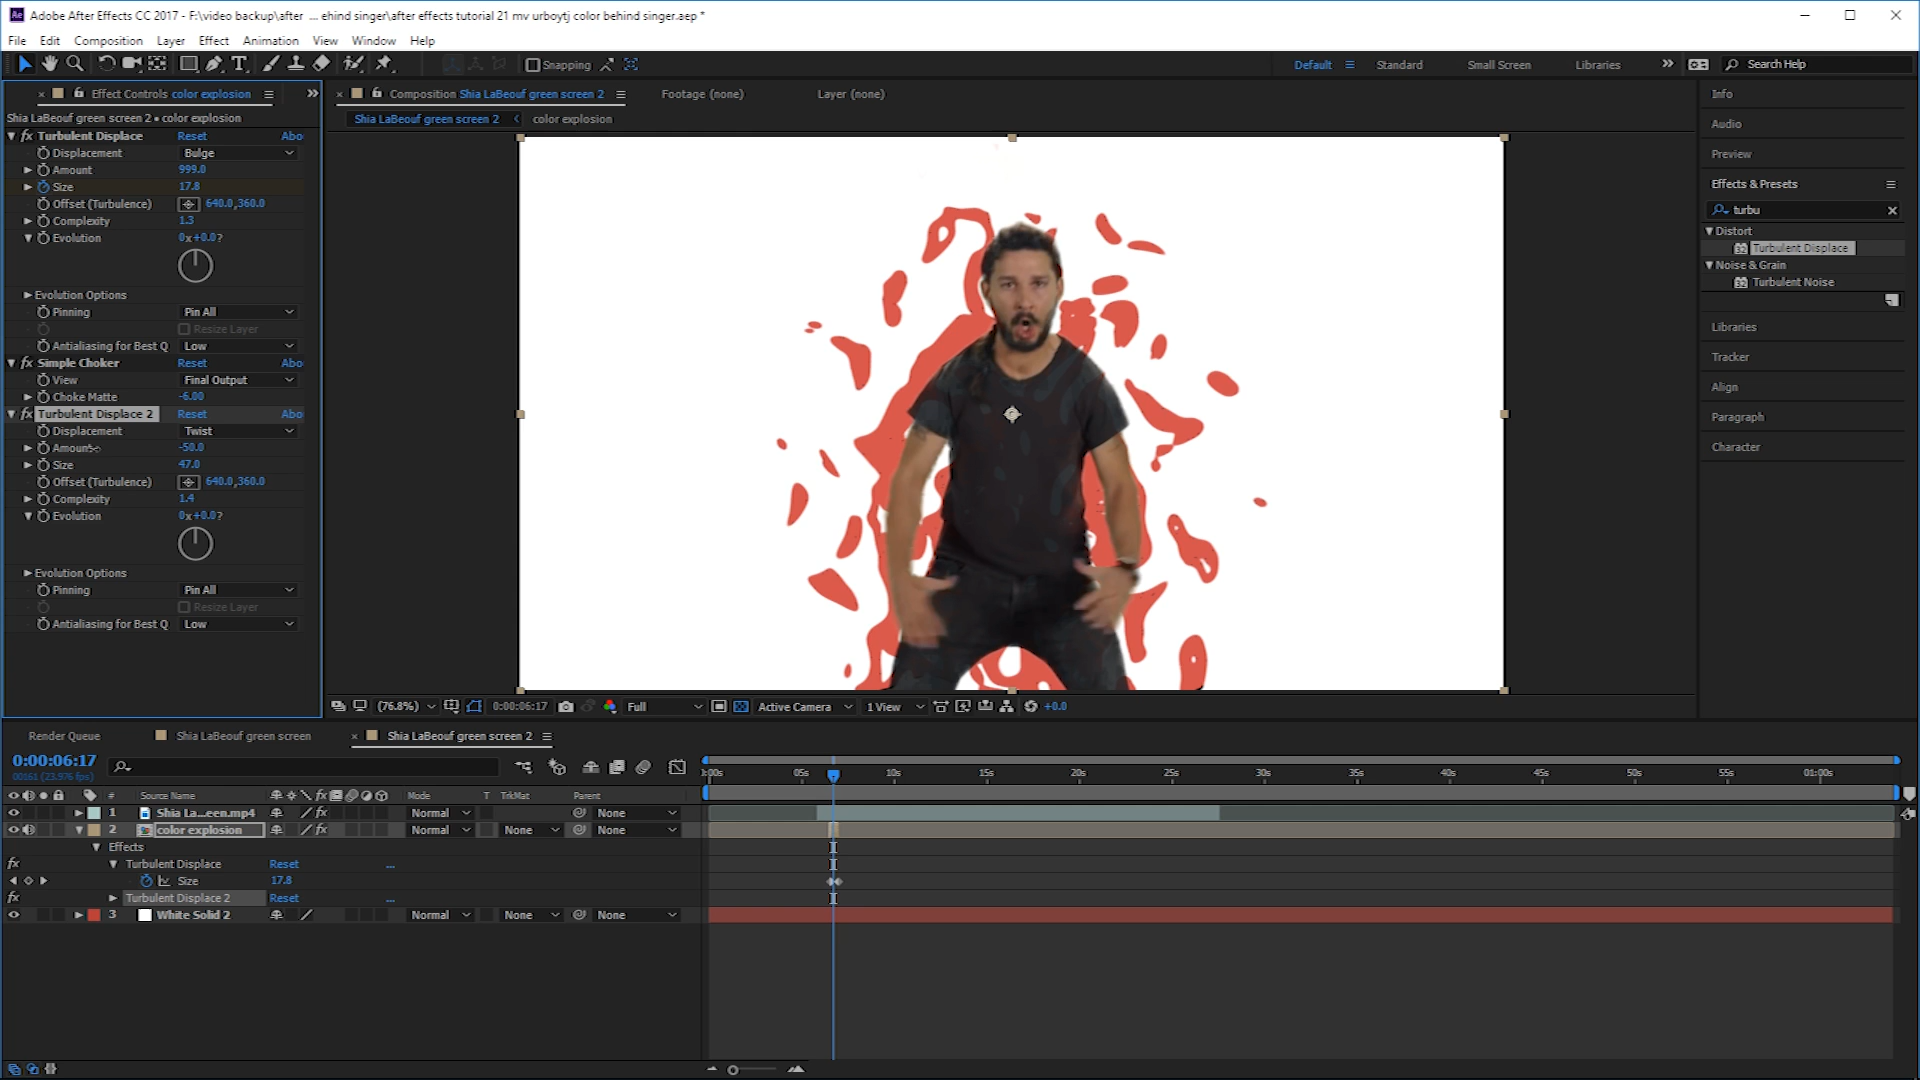 Adobe After Effects CC 2017 - F:\video backup\after ... ehind singer\after effects tutorial 21 mv urboytj color behind singer.aep *
File Edit Composition Layer Effect Animation View Window Help
Snapping Default Standard Small Screen Libraries Search Help
Effect Controls color explosion
Shia LaBeouf green screen 2 • color explosion
Turbulent Displace Reset Abo
Displacement Bulge
Amount 999.0
Size 17.8
Offset (Turbulence) 640.0,360.0
Complexity 1.3
Evolution 0x+0.0?
Evolution Options
Pinning Pin All
Resize Layer
Antialiasing for Best Q Low
Simple Choker Reset Abo
View Final Output
Choke Matte -6.00
Turbulent Displace 2 Reset Abo
Displacement Twist
Amount -50.0
Size 47.0
Offset (Turbulence) 640.0,360.0
Complexity 1.4
Evolution 0x+0.0?
Evolution Options
Pinning Pin All
Resize Layer
Antialiasing for Best Q Low
Composition Shia LaBeouf green screen 2 Footage (none) Layer (none)
Shia LaBeouf green screen 2 color explosion
(76.8%) 0:00:06:17 Full Active Camera 1 View +0.0
Info
Audio
Preview
Effects & Presets
turbu
Distort
Turbulent Displace
Noise & Grain
Turbulent Noise
Libraries
Tracker
Align
Paragraph
Character
Render Queue Shia LaBeouf green screen Shia LaBeouf green screen 2
0:00:06:17
00161 (23.976 fps)
:00s 05s 10s 15s 20s 25s 30s 35s 40s 45s 50s 55s 01:00s
# Source Name Mode T TrkMat Parent
1 Shia La...een.mp4 Normal None
2 color explosion Normal None None
Effects
Turbulent Displace Reset ...
Size 17.8
Turbulent Displace 2 Reset ...
3 White Solid 2 Normal None None